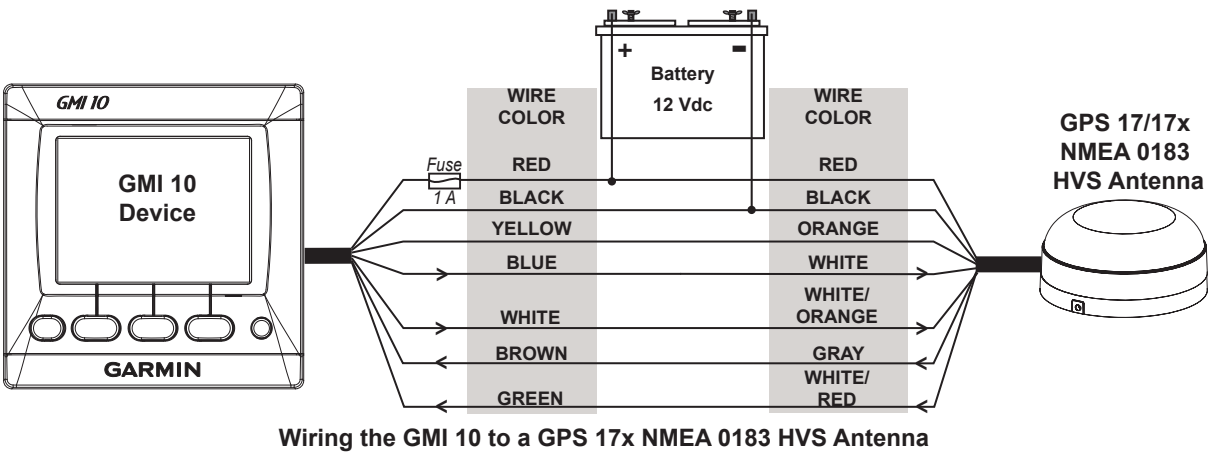 GMI 10
GMI 10
Device
GARMIN
Fuse
1 A
WIRE
COLOR
RED
BLACK
YELLOW
BLUE
WHITE
BROWN
GREEN
+ -
Battery
12 Vdc
WIRE
COLOR
RED
BLACK
ORANGE
WHITE
WHITE/
ORANGE
GRAY
WHITE/
RED
GPS 17/17x
NMEA 0183
HVS Antenna
Wiring the GMI 10 to a GPS 17x NMEA 0183 HVS Antenna